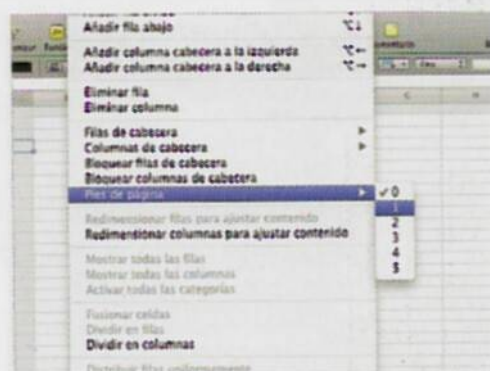 Añadir fila abajo ⌥↓
Añadir columna cabecera a la izquierda ⌥←
Añadir columna cabecera a la derecha ⌥→
Eliminar fila
Eliminar columna
Filas de cabecera
Columnas de cabecera
Bloquear filas de cabecera
Bloquear columnas de cabecera
Pies de página
✓ 0
1
2
3
4
5
Redimensionar filas para ajustar contenido
Redimensionar columnas para ajustar contenido
Mostrar todas las filas
Mostrar todas las columnas
Activar todas las categorías
Fusionar celdas
Dividir en filas
Dividir en columnas
Distribuir filas uniformemente